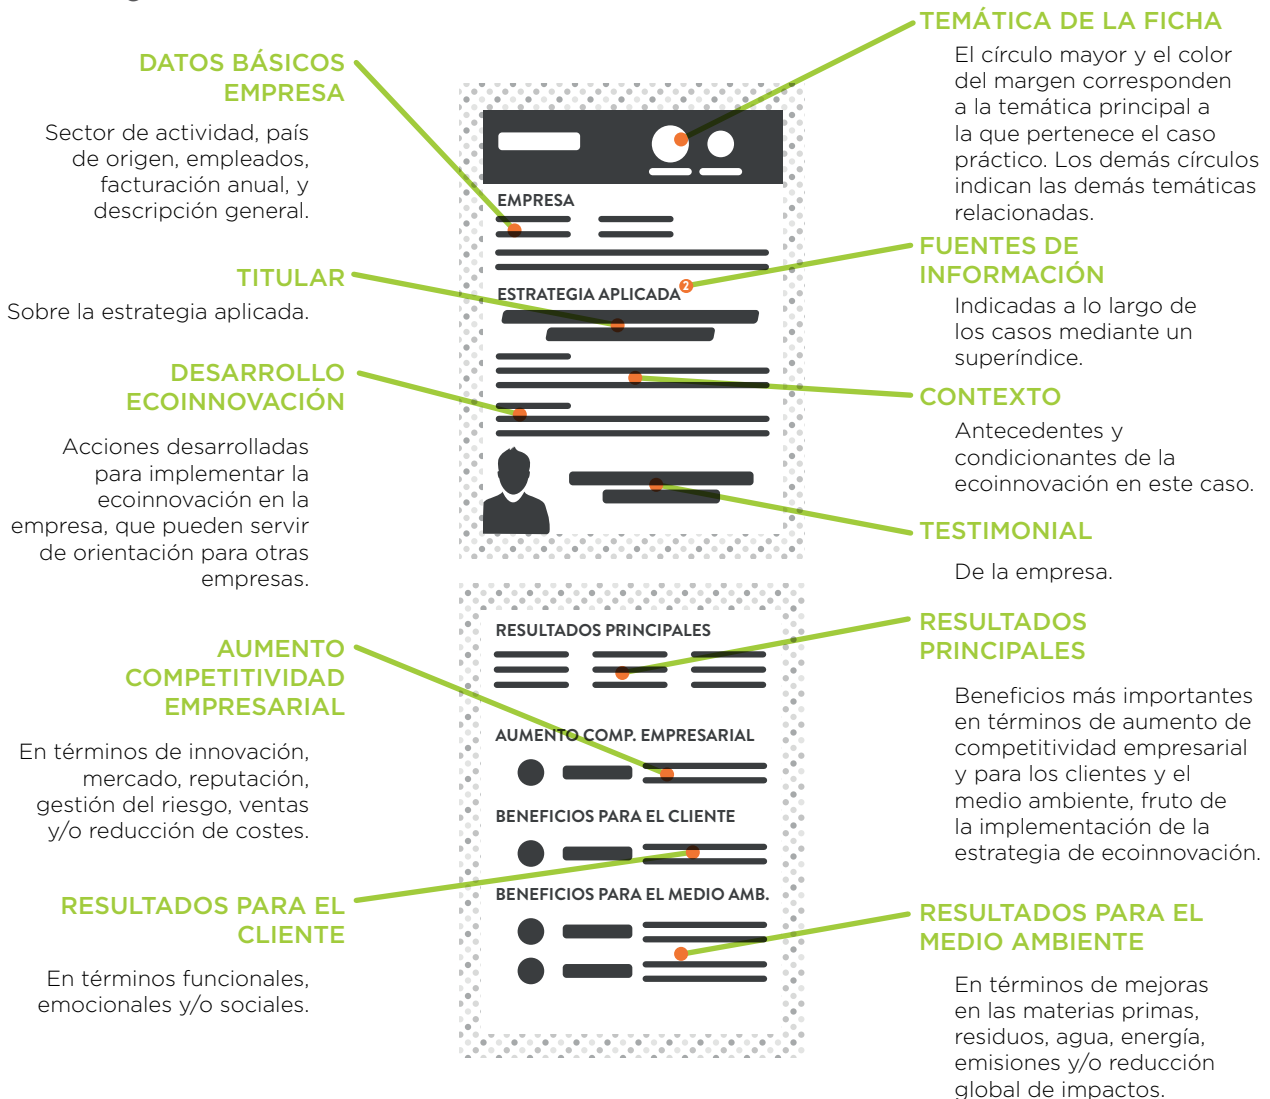 DATOS BÁSICOS
EMPRESA
Sector de actividad, país
de origen, empleados,
facturación anual, y
descripción general.
TITULAR
Sobre la estrategia aplicada.
DESARROLLO
ECOINNOVACIÓN
Acciones desarrolladas
para implementar la
ecoinnovación en la
empresa, que pueden servir
de orientación para otras
empresas.
AUMENTO
COMPETITIVIDAD
EMPRESARIAL
En términos de innovación,
mercado, reputación,
gestión del riesgo, ventas
y/o reducción de costes.
RESULTADOS PARA EL
CLIENTE
En términos funcionales,
emocionales y/o sociales.
EMPRESA
ESTRATEGIA APLICADA 2
RESULTADOS PRINCIPALES
AUMENTO COMP. EMPRESARIAL
BENEFICIOS PARA EL CLIENTE
BENEFICIOS PARA EL MEDIO AMB.
TEMÁTICA DE LA FICHA
El círculo mayor y el color
del margen corresponden
a la temática principal a
la que pertenece el caso
práctico. Los demás círculos
indican las demás temáticas
relacionadas.
FUENTES DE
INFORMACIÓN
Indicadas a lo largo de
los casos mediante un
superíndice.
CONTEXTO
Antecedentes y
condicionantes de la
ecoinnovación en este caso.
TESTIMONIAL
De la empresa.
RESULTADOS
PRINCIPALES
Beneficios más importantes
en términos de aumento de
competitividad empresarial
y para los clientes y el
medio ambiente, fruto de
la implementación de la
estrategia de ecoinnovación.
RESULTADOS PARA EL
MEDIO AMBIENTE
En términos de mejoras
en las materias primas,
residuos, agua, energía,
emisiones y/o reducción
global de impactos.